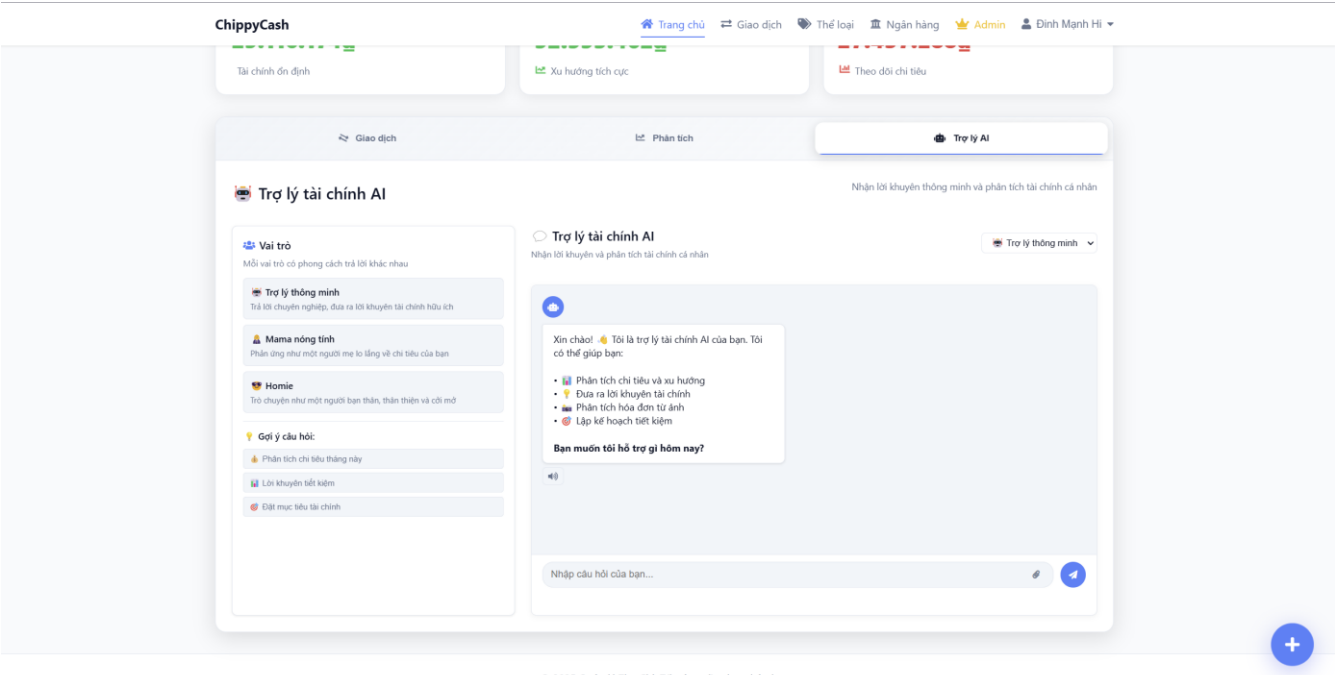 ChippyCash
Trang chủ
Giao dịch
Thể loại
Ngân hàng
Admin
Đinh Mạnh Hi
Tài chính ổn định
Xu hướng tích cực
Theo dõi chi tiêu
Giao dịch
Phân tích
Trợ lý AI
Trợ lý tài chính AI
Nhận lời khuyên thông minh và phân tích tài chính cá nhân
Vai trò
Mỗi vai trò có phong cách trả lời khác nhau
Trợ lý thông minh
Trả lời chuyên nghiệp, đưa ra lời khuyên tài chính hữu ích
Mama nóng tính
Phản ứng như một người mẹ lo lắng về chi tiêu của bạn
Homie
Trò chuyện như một người bạn thân, thân thiện và cởi mở
Gợi ý câu hỏi:
Phân tích chi tiêu tháng này
Lời khuyên tiết kiệm
Đặt mục tiêu tài chính
Trợ lý tài chính AI
Nhận lời khuyên và phân tích tài chính cá nhân
Trợ lý thông minh
Xin chào! 👋 Tôi là trợ lý tài chính AI của bạn. Tôi
có thể giúp bạn:
• 📊 Phân tích chi tiêu và xu hướng
• 💡 Đưa ra lời khuyên tài chính
• 📷 Phân tích hóa đơn từ ảnh
• 🎯 Lập kế hoạch tiết kiệm
Bạn muốn tôi hỗ trợ gì hôm nay?
Nhập câu hỏi của bạn...